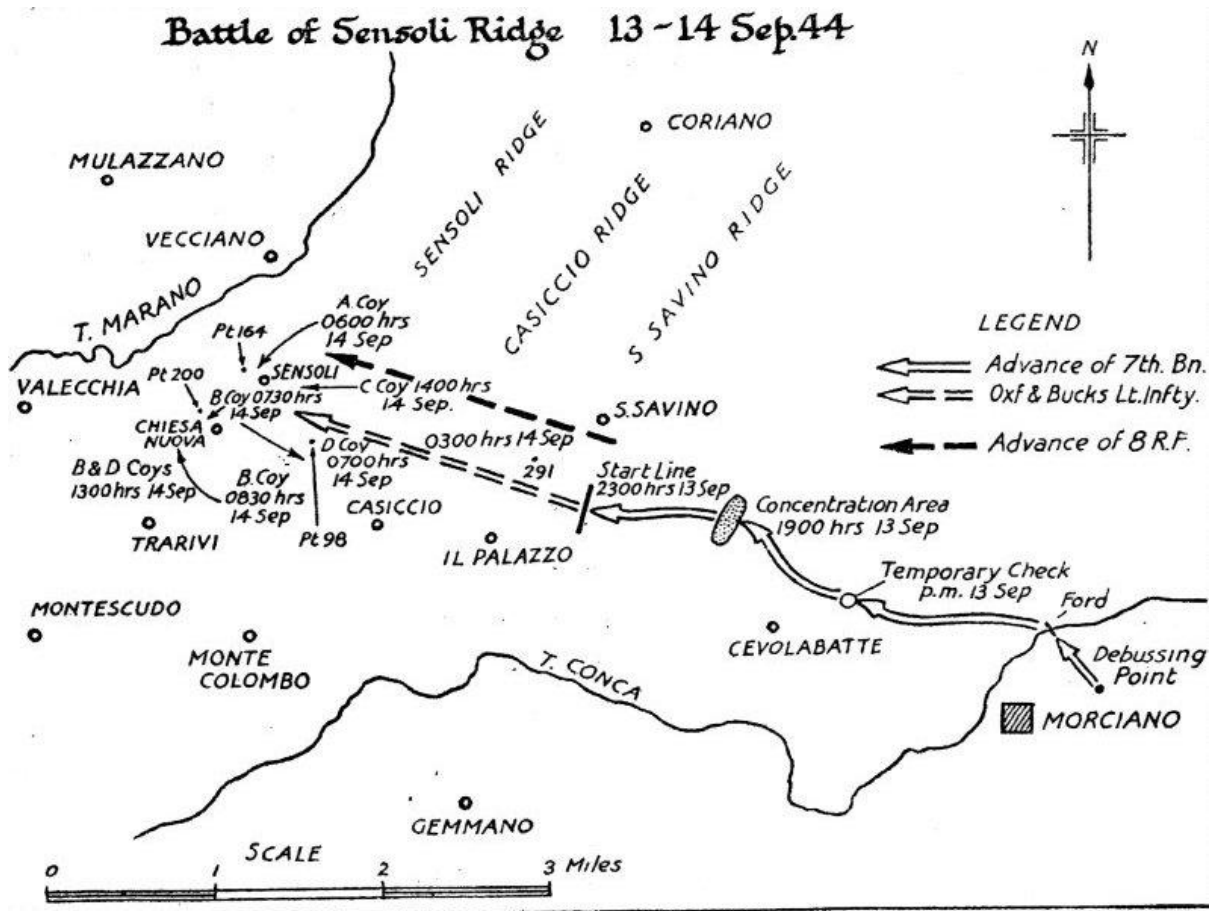 Battle of Sensoli Ridge 13-14 Sep.44
N
CORIANO
MULAZZANO
SENSOLI RIDGE
CASICCIO RIDGE
S SAVINO RIDGE
VECCIANO
T. MARANO
A.Coy
0600 hrs
14 Sep
Pt164
LEGEND
Advance of 7th. Bn.
Oxf & Bucks Lt. Infty.
Advance of 8 R.F.
VALECCHIA
Pt 200
SENSOLI
B Coy 0730 hrs
14 Sep
C Coy 1400 hrs
14 Sep.
S.SAVINO
CHIESA
NUOVA
0300 hrs 14 Sep
291
D Coy
0700 hrs
14 Sep
B & D Coys
1300 hrs 14 Sep
B.Coy
0830 hrs
14 Sep
Start Line
2300 hrs 13 Sep
Concentration Area
1900 hrs 13 Sep
CASICCIO
Pt 98
TRARIVI
IL PALAZZO
Temporary Check
p.m. 13 Sep
Ford
MONTESCUDO
MONTE
COLOMBO
CEVOLABATTE
T. CONCA
Debussing
Point
MORCIANO
GEMMANO
SCALE
0 1 2 3 Miles